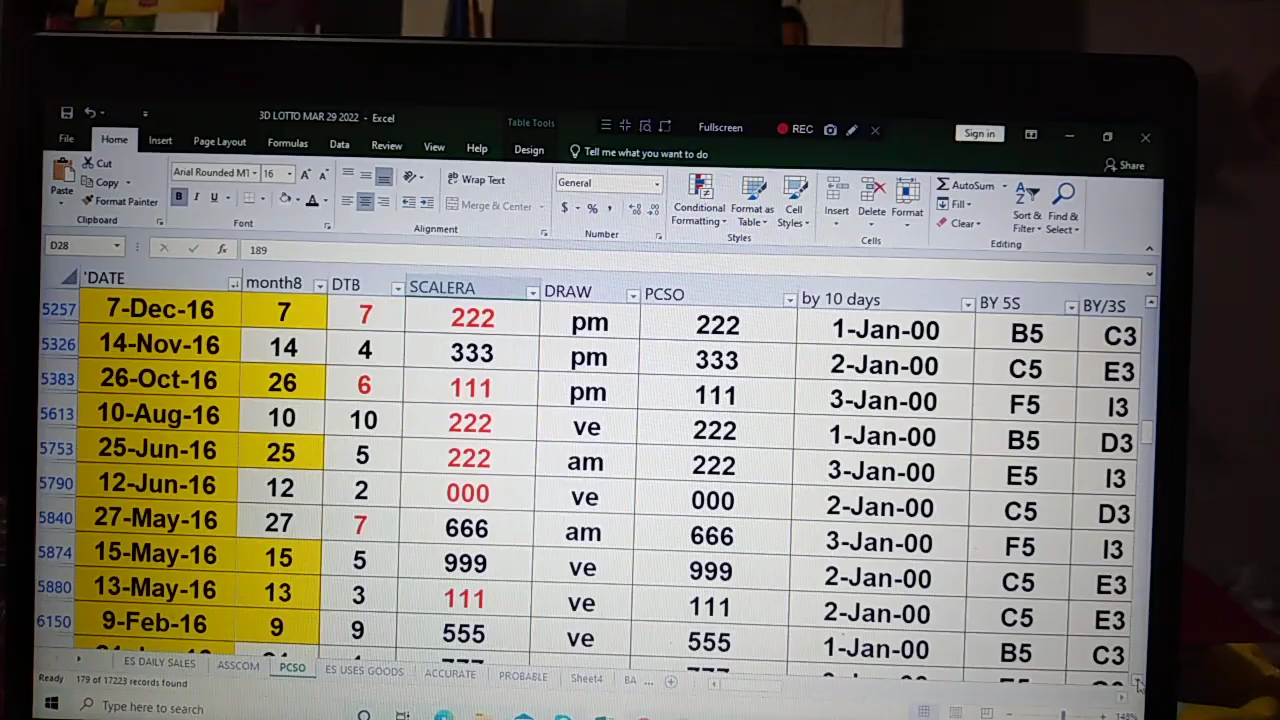 3D LOTTO MAR 29 2022 - Excel
Table Tools
Fullscreen
REC
Sign in
File Home Insert Page Layout Formulas Data Review View Help Design Tell me what you want to do
Share
Paste
Cut
Copy
Format Painter
Clipboard
Arial Rounded MT 16
B I U
Font
Wrap Text
Merge & Center
Alignment
General
$ % ,
Number
Conditional Formatting
Format as Table
Cell Styles
Styles
Insert Delete Format
Cells
AutoSum
Fill
Clear
Sort & Filter
Find & Select
Editing
D28 fx 189
'DATE month8 DTB SCALERA DRAW PCSO by 10 days BY 5S BY/3S
5257 7-Dec-16 7 7 222 pm 222 1-Jan-00 B5 C3
5326 14-Nov-16 14 4 333 pm 333 2-Jan-00 C5 E3
5383 26-Oct-16 26 6 111 pm 111 3-Jan-00 F5 I3
5613 10-Aug-16 10 10 222 ve 222 1-Jan-00 B5 D3
5753 25-Jun-16 25 5 222 am 222 3-Jan-00 E5 I3
5790 12-Jun-16 12 2 000 ve 000 2-Jan-00 C5 D3
5840 27-May-16 27 7 666 am 666 3-Jan-00 F5 I3
5874 15-May-16 15 5 999 ve 999 2-Jan-00 C5 E3
5880 13-May-16 13 3 111 ve 111 2-Jan-00 C5 E3
6150 9-Feb-16 9 9 555 ve 555 1-Jan-00 B5 C3
ES DAILY SALES ASSCOM PCSO ES USES GOODS ACCURATE PROBABLE Sheet4 BA ...
Ready 179 of 17223 records found
148%
Type here to search